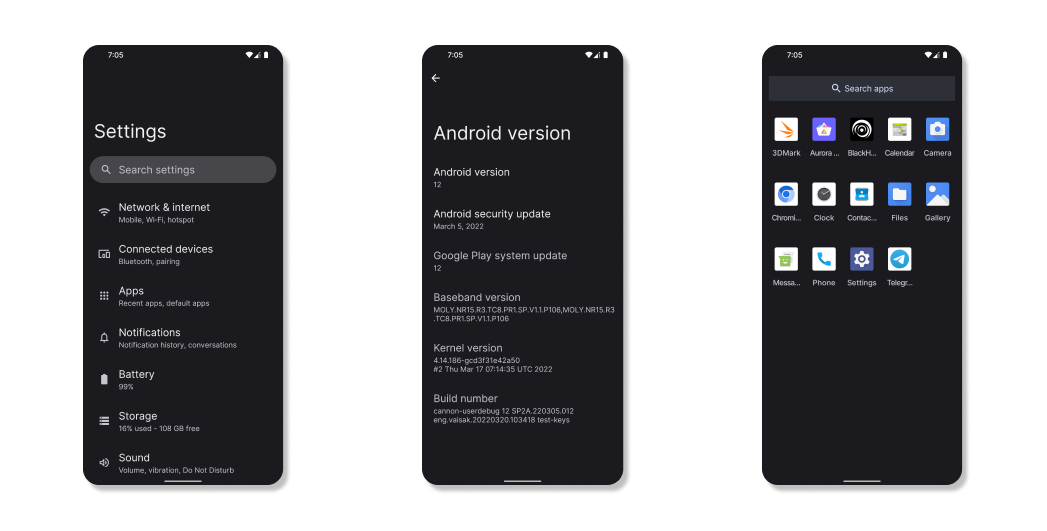 7:05
Settings
Search settings
Network & internet
Mobile, Wi-Fi, hotspot
Connected devices
Bluetooth, pairing
Apps
Recent apps, default apps
Notifications
Notification history, conversations
Battery
99%
Storage
16% used - 108 GB free
Sound
Volume, vibration, Do Not Disturb
7:05
Android version
Android version
12
Android security update
March 5, 2022
Google Play system update
12
Baseband version
MOLY.NR15.R3.TC8.PR1.SP.V1.1.P106,MOLY.NR15.R3
.TC8.PR1.SP.V1.1.P106
Kernel version
4.14.186-gcd3f31e42a50
#2 Thu Mar 17 07:14:35 UTC 2022
Build number
cannon-userdebug 12 SP2A.220305.012
eng.vaisak.20220320.103418 test-keys
7:05
Search apps
3DMark Aurora ... BlackH... Calendar Camera
Chromi... Clock Contac... Files Gallery
Messa... Phone Settings Telegr...